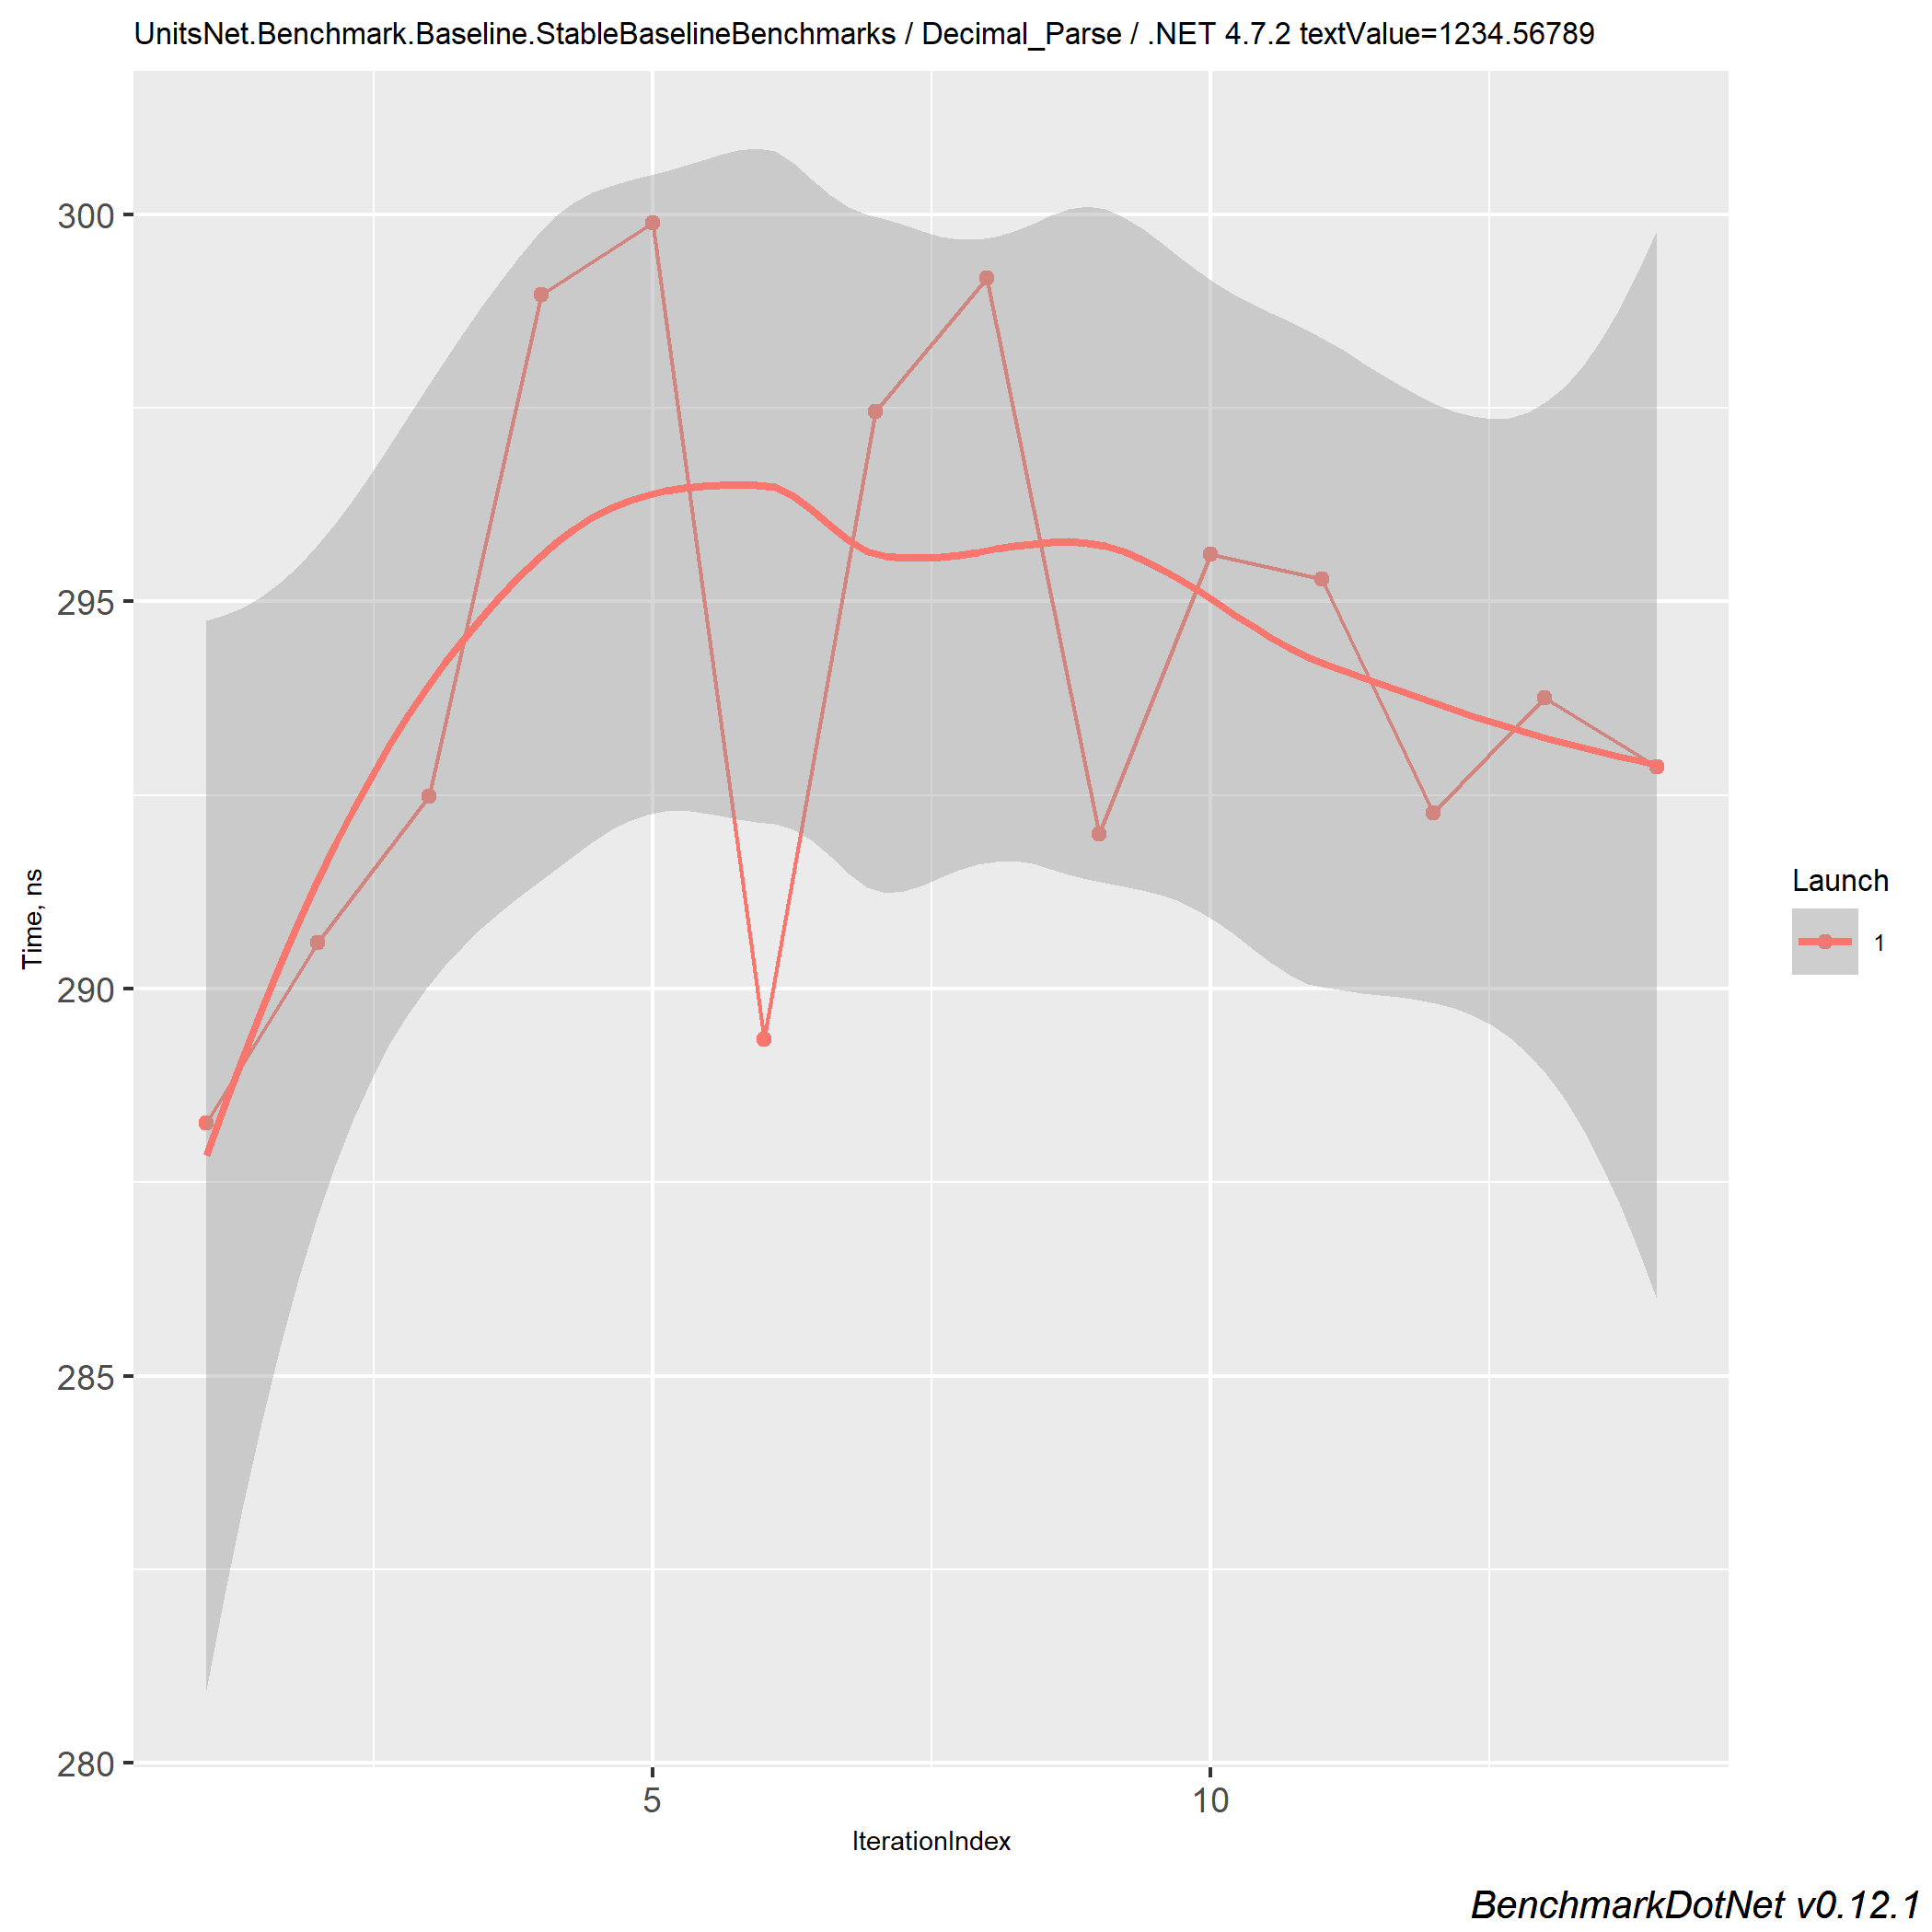 UnitsNet.Benchmark.Baseline.StableBaselineBenchmarks / Decimal_Parse / .NET 4.7.2 textValue=1234.56789
300
295
290
285
280
Time, ns
5
10
IterationIndex
Launch
1
BenchmarkDotNet v0.12.1